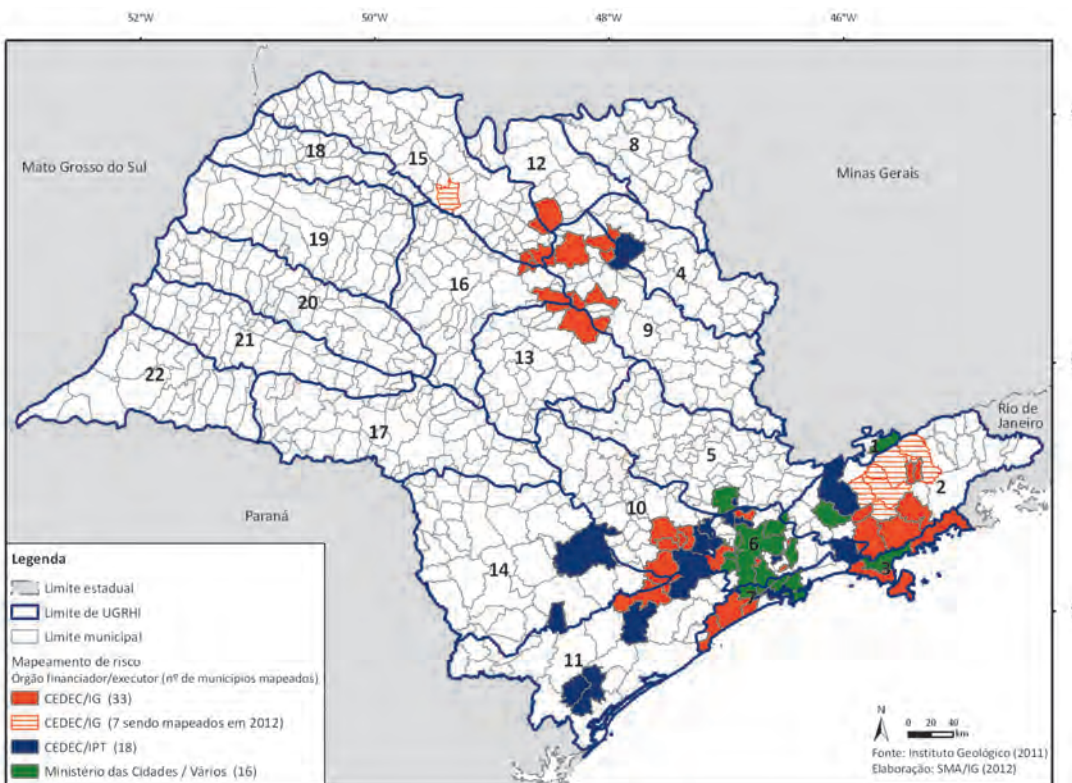 52°W 50°W 48°W 46°W
Mato Grosso do Sul
Minas Gerais
Rio de
Janeiro
Paraná
18
15
12
8
19
16
4
20
9
21
13
22
17
5
1
2
10
6
3
14
7
11
Legenda
Limite estadual
Limite de UGRHI
Limite municipal
Mapeamento de risco
Orgão financiador/executor (nº de municípios mapeados)
CEDEC/IG (33)
CEDEC/IG (7 sendo mapeados em 2012)
CEDEC/IPT (18)
Ministério das Cidades / Vários (16)
N
0 20 40
km
Fonte: Instituto Geológico (2011)
Elaboração: SMA/IG (2012)